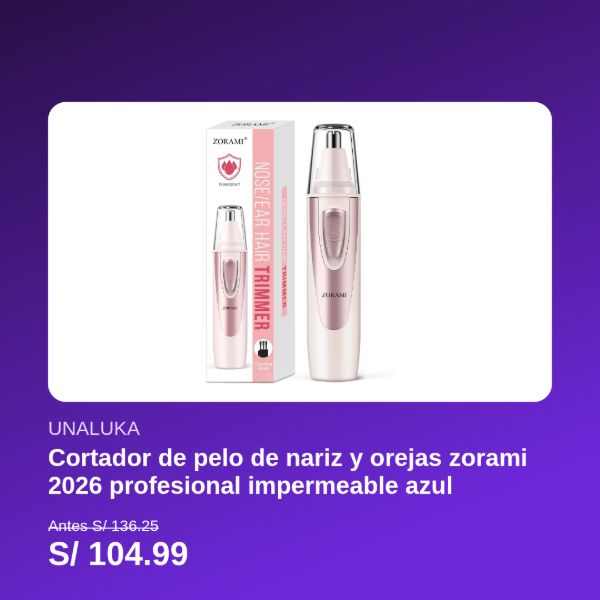 ZORAMI®
ZORAMI®
Waterproof
NOSE/EAR HAIR TRIMMER
ZORAMI
ZORAMI
UNALUKA
Cortador de pelo de nariz y orejas zorami
2026 profesional impermeable azul
Antes S/ 136.25
S/ 104.99